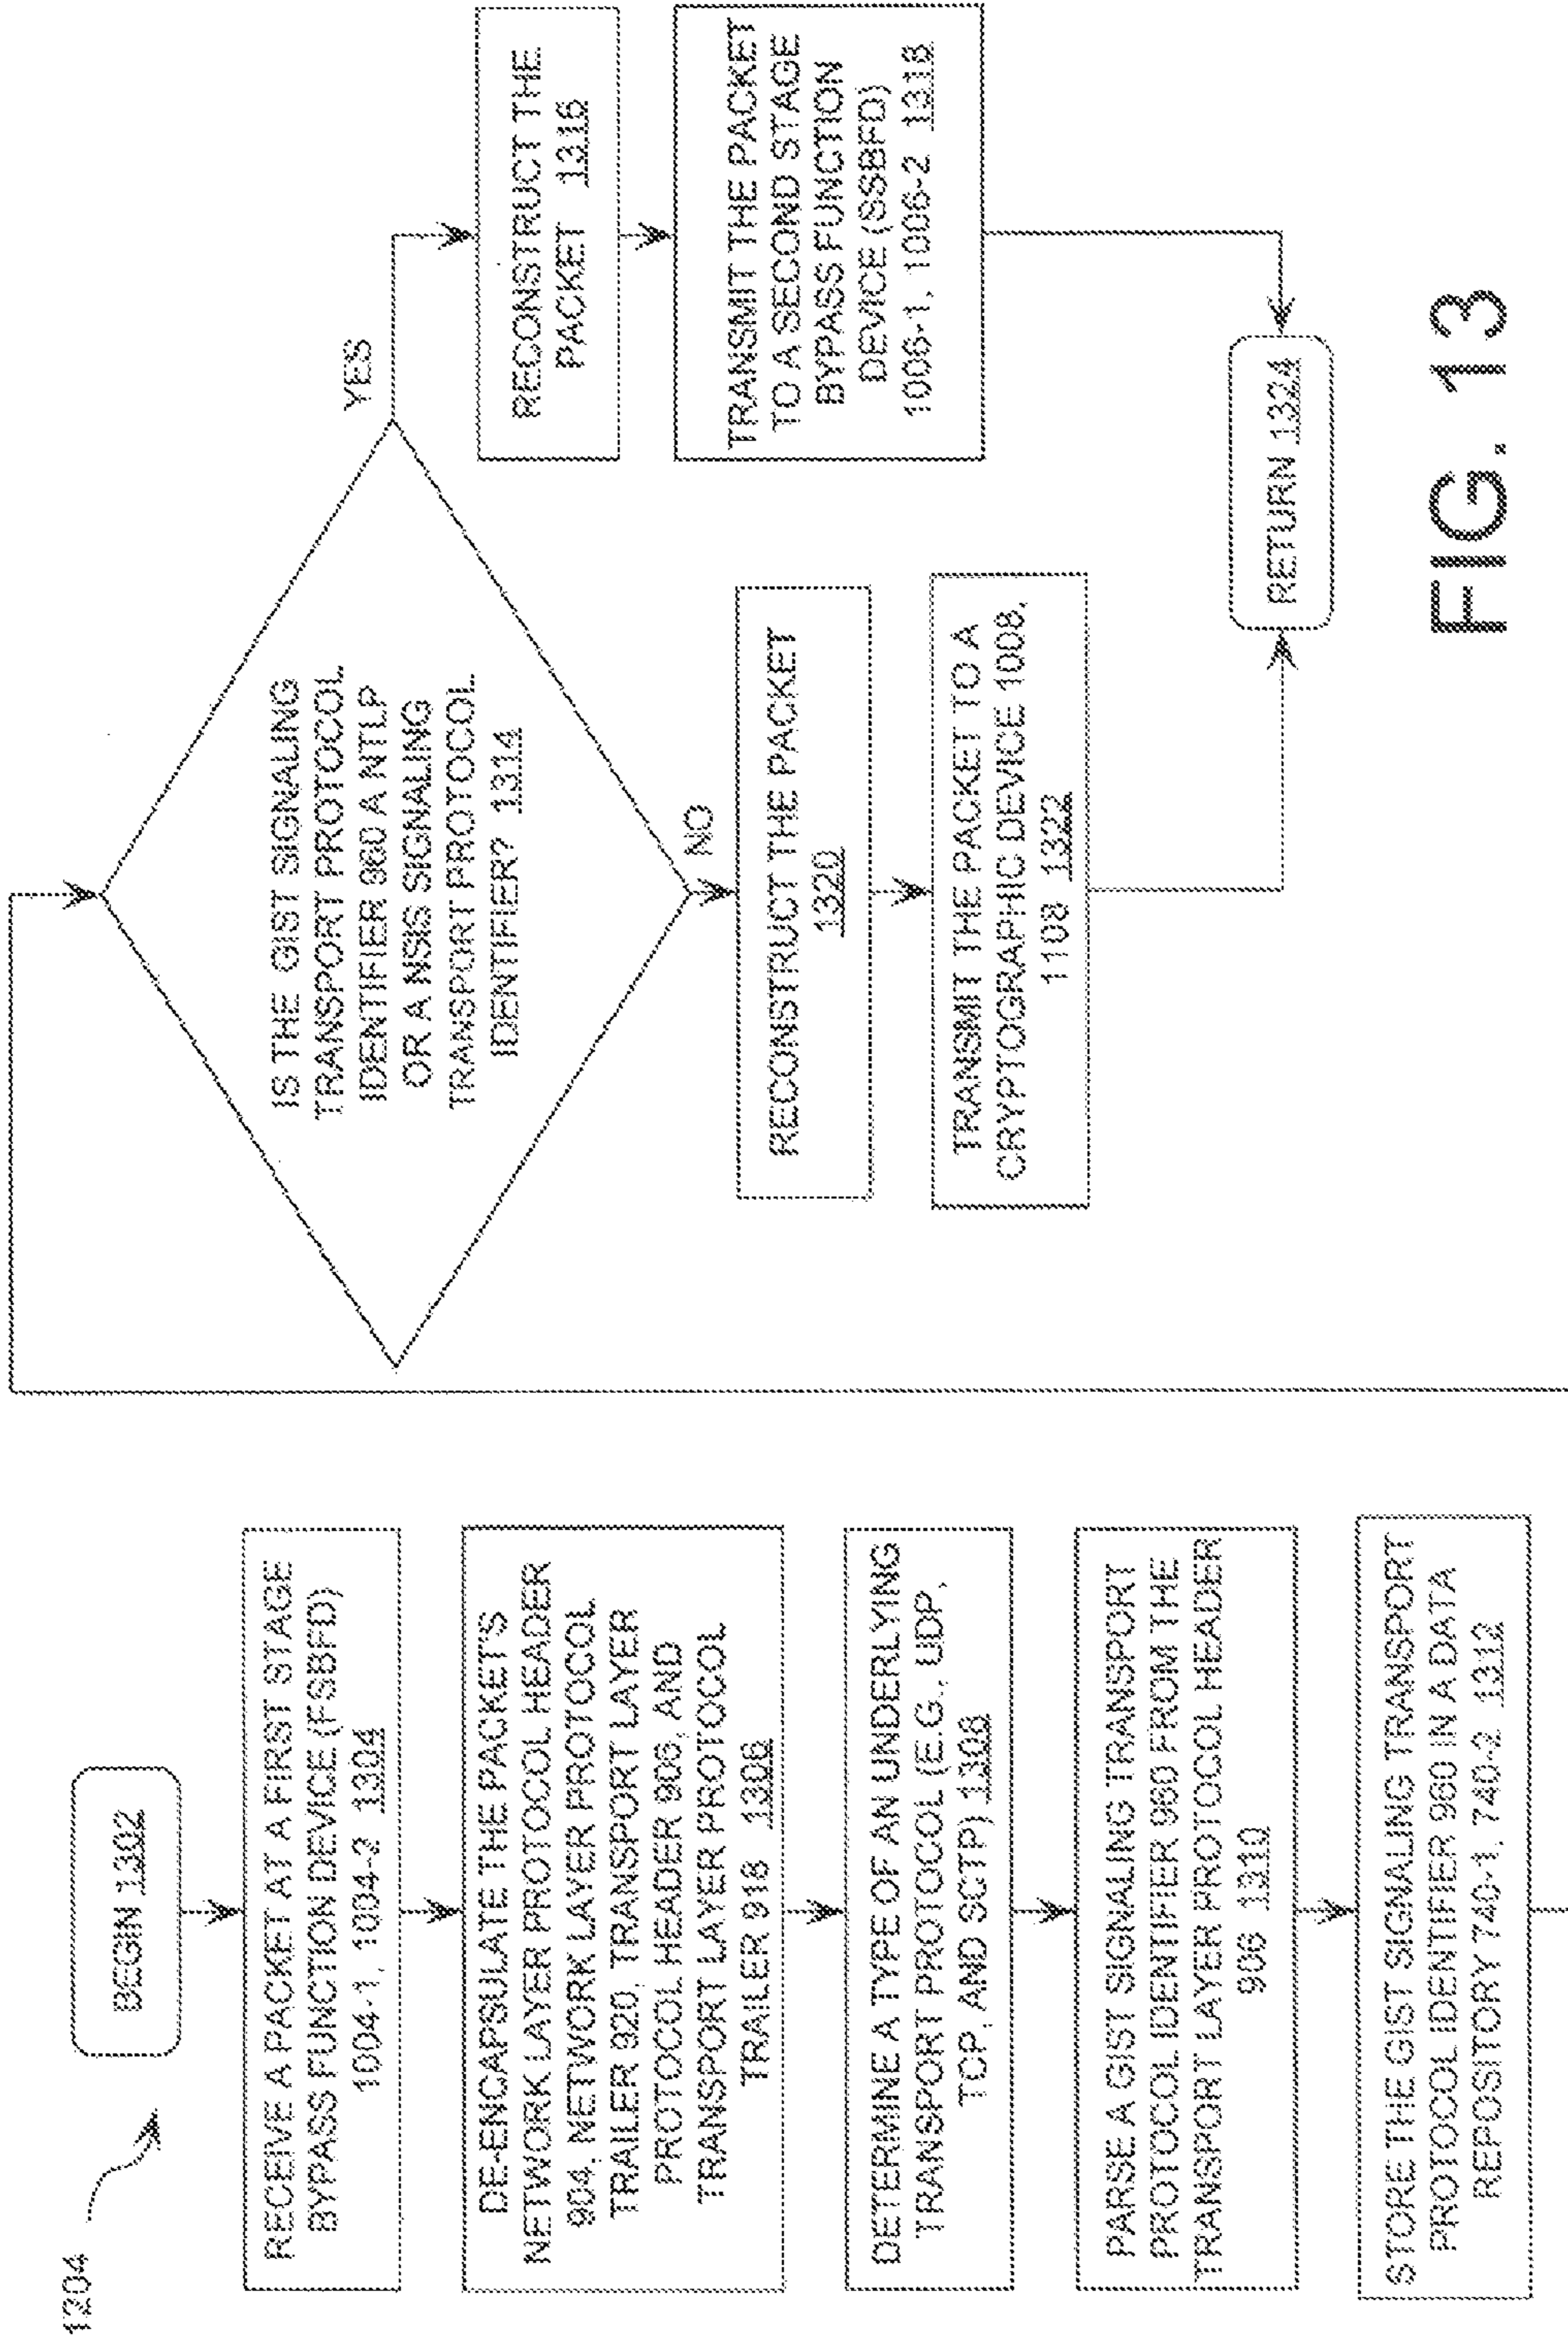 1204
BEGIN 1302
RECEIVE A PACKET AT A FIRST STAGE
BYPASS FUNCTION DEVICE (FSBFD)
1004-1, 1004-2 1304
DE-ENCAPSULATE THE PACKET'S
NETWORK LAYER PROTOCOL HEADER
904, NETWORK LAYER PROTOCOL
TRAILER 920, TRANSPORT LAYER
PROTOCOL HEADER 906, AND
TRANSPORT LAYER PROTOCOL
TRAILER 918 1306
DETERMINE A TYPE OF AN UNDERLYING
TRANSPORT PROTOCOL (E.G., UDP,
TCP, AND SCTP) 1308
PARSE A GIST SIGNALING TRANSPORT
PROTOCOL IDENTIFIER 960 FROM THE
TRANSPORT LAYER PROTOCOL HEADER
906 1310
STORE THE GIST SIGNALING TRANSPORT
PROTOCOL IDENTIFIER 960 IN A DATA
REPOSITORY 740-1, 740-2 1312
IS THE GIST SIGNALING
TRANSPORT PROTOCOL
IDENTIFIER 960 A NTLP
OR A NSIS SIGNALING
TRANSPORT PROTOCOL
IDENTIFIER? 1314
YES
RECONSTRUCT THE
PACKET 1316
TRANSMIT THE PACKET
TO A SECOND STAGE
BYPASS FUNCTION
DEVICE (SSBFD)
1006-1, 1006-2 1318
NO
RECONSTRUCT THE PACKET
1320
TRANSMIT THE PACKET TO A
CRYPTOGRAPHIC DEVICE 1008,
1108 1322
RETURN 1324
FIG. 13